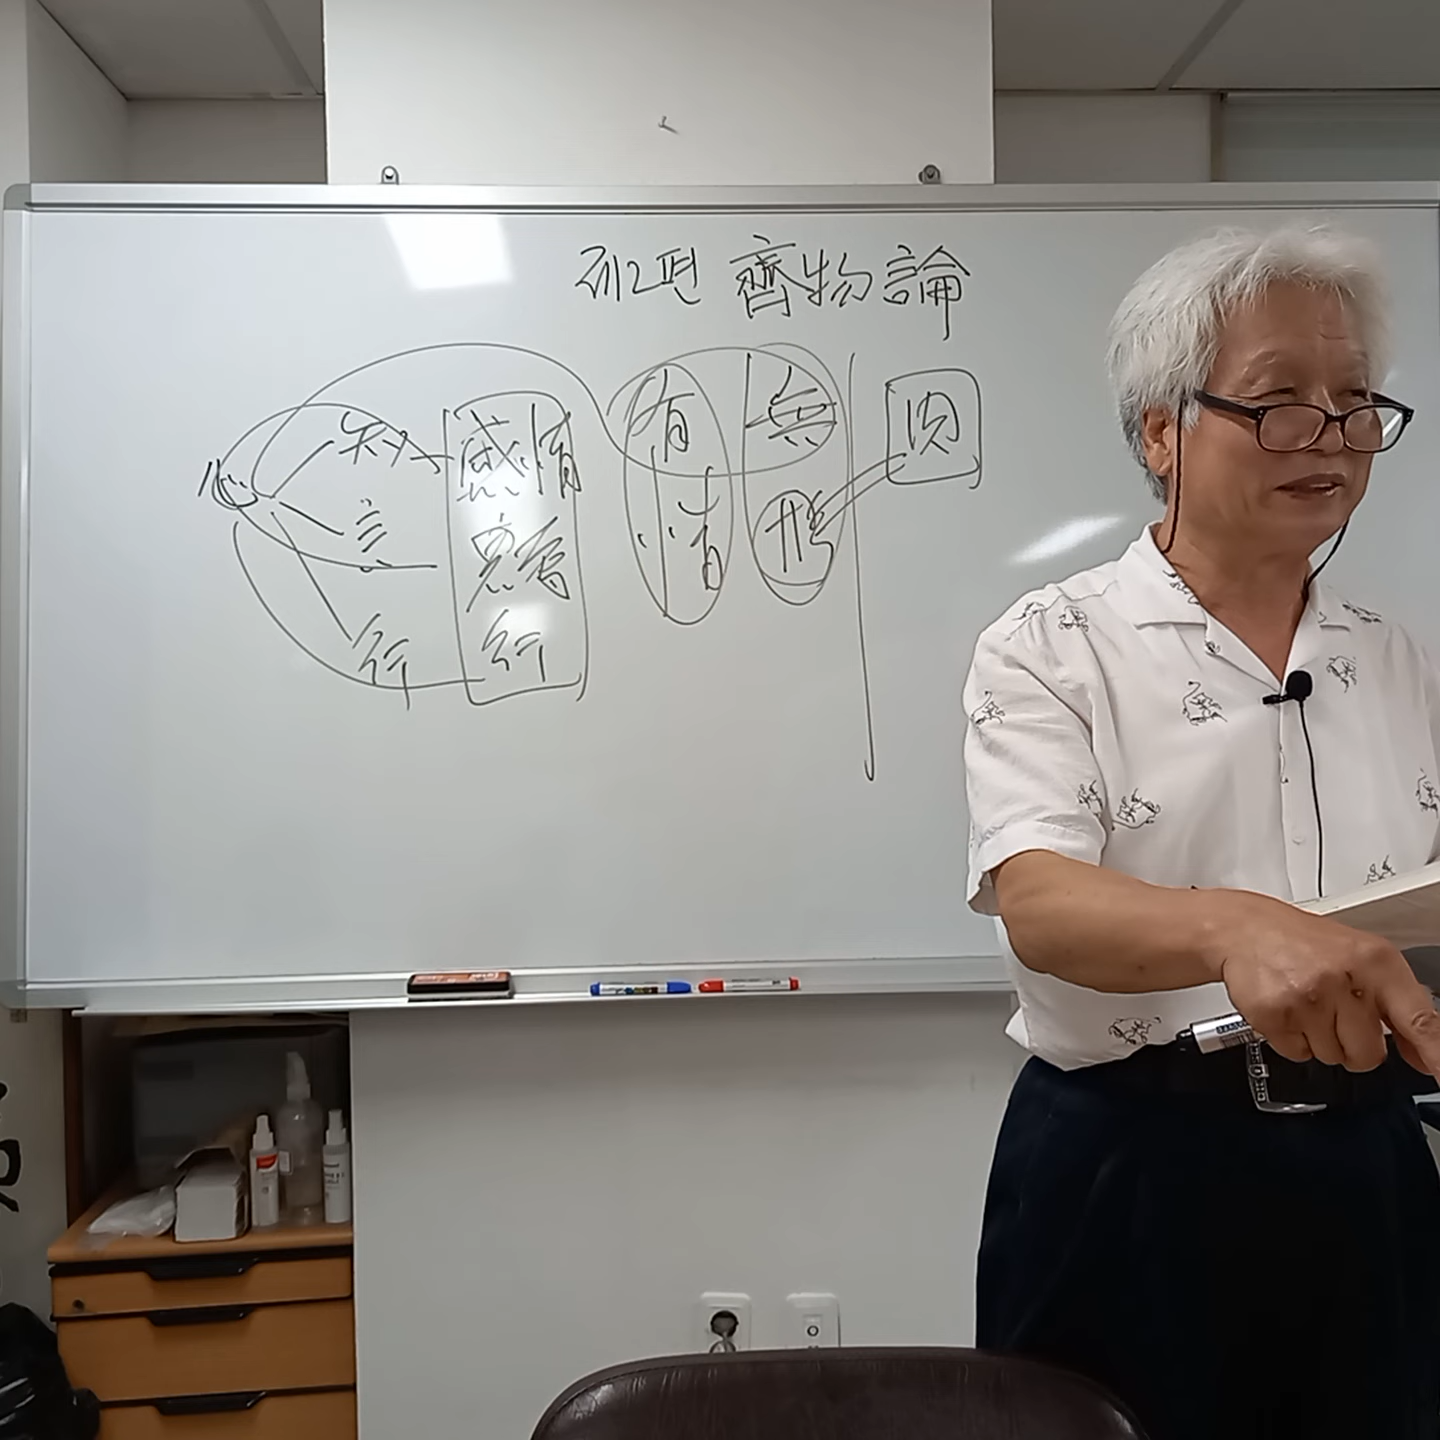 제2편 齊物論
心 知 感情 有 無 肉
言 思考 情 形
行 行